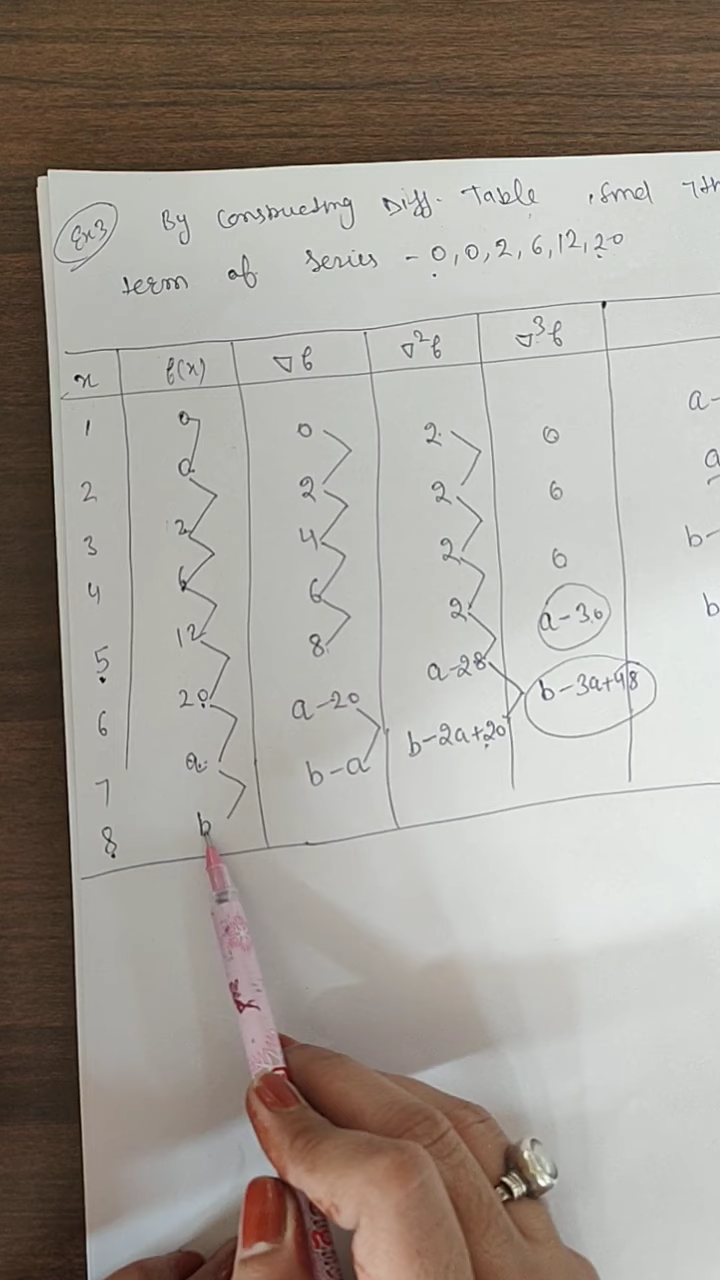 Ex3 By Constructing Diff. Table, find 7th
term of series - 0, 0, 2, 6, 12, 20
x f(x) ∇f ∇²f ∇³f
1 0 0 2 0 a-
2 0 2 2 0 a
3 2 4 2 0 b-
4 6 6 2 a-30 b
5 12 8 a-28 b-3a+48
6 20 a-20 b-2a+20
7 a b-a
8 b